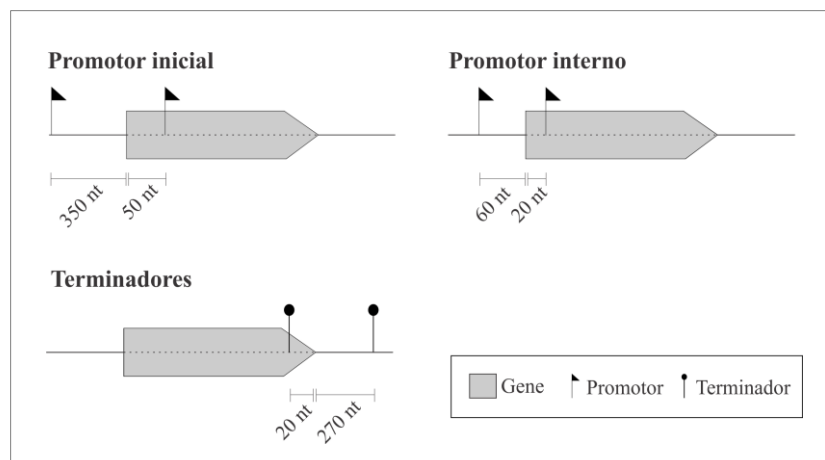 Promotor inicial
350 nt
50 nt
Promotor interno
60 nt
20 nt
Terminadores
20 nt
270 nt
Gene
Promotor
Terminador